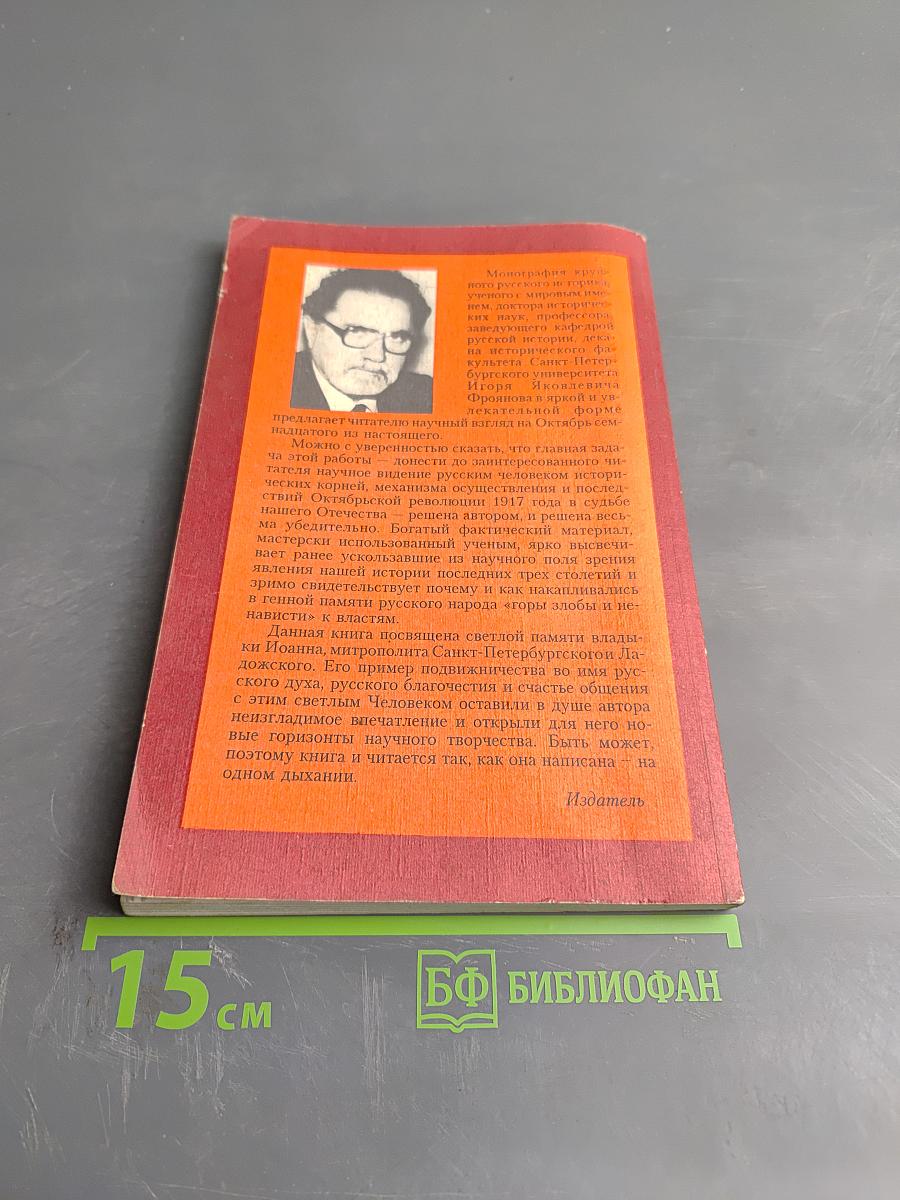 Монография круп-
ного русского историка,
ученого с мировым име-
нем, доктора историчес-
ких наук, профессора,
заведующего кафедрой
русской истории, дека-
на исторического фа-
культета Санкт-Петер-
бургского университета
Игоря Яковлевича
Фроянова в яркой и ув-
лекательной форме
предлагает читателю научный взгляд на Октябрь сем-
надцатого из настоящего.
Можно с уверенностью сказать, что главная зада-
ча этой работы — донести до заинтересованного чи-
тателя научное видение русским человеком истори-
ческих корней, механизма осуществления и послед-
ствий Октябрьской революции 1917 года в судьбе
нашего Отечества — решена автором, и решена весь-
ма убедительно. Богатый фактический материал,
мастерски использованный ученым, ярко высвечи-
вает ранее ускользавшие из научного поля зрения
явления нашей истории последних трех столетий и
зримо свидетельствует почему и как накапливались
в генной памяти русского народа «горы злобы и не-
нависти» к властям.
Данная книга посвящена светлой памяти влады-
ки Иоанна, митрополита Санкт-Петербургского и Ла-
дожского. Его пример подвижничества во имя рус-
ского духа, русского благочестия и счастье общения
с этим светлым Человеком оставили в душе автора
неизгладимое впечатление и открыли для него но-
вые горизонты научного творчества. Быть может,
поэтому книга и читается так, как она написана — на
одном дыхании.
Издатель
15 см
БФ БИБЛИОФАН